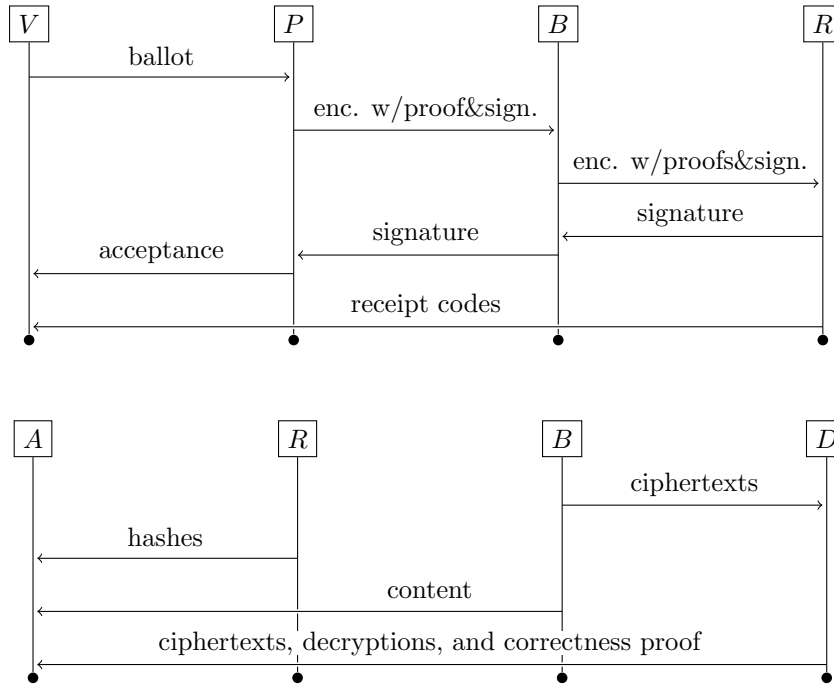 V P B R
ballot
enc. w/proof&sign.
enc. w/proofs&sign.
signature
signature
acceptance
receipt codes
A R B D
ciphertexts
hashes
content
ciphertexts, decryptions, and correctness proof